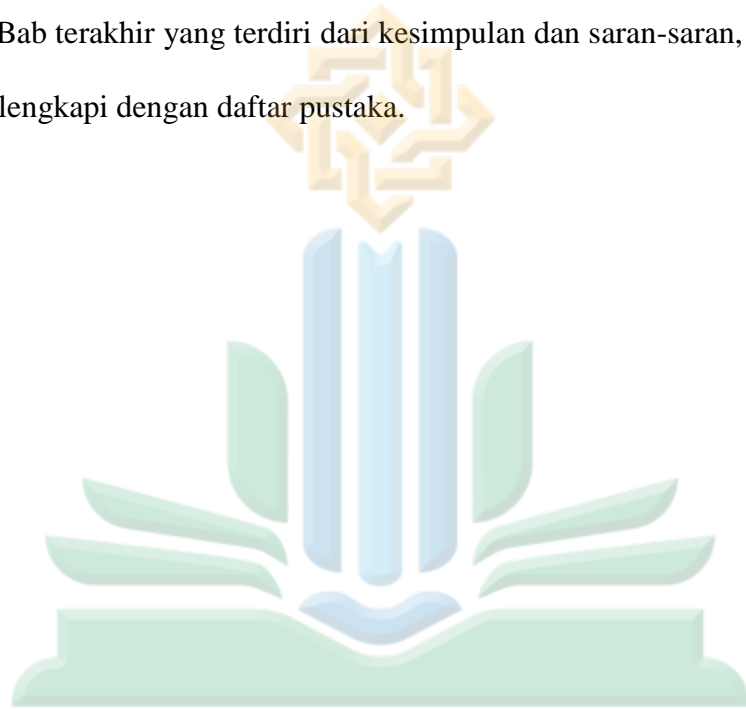 Bab terakhir yang terdiri dari kesimpulan dan saran-saran,
lengkapi dengan daftar pustaka.